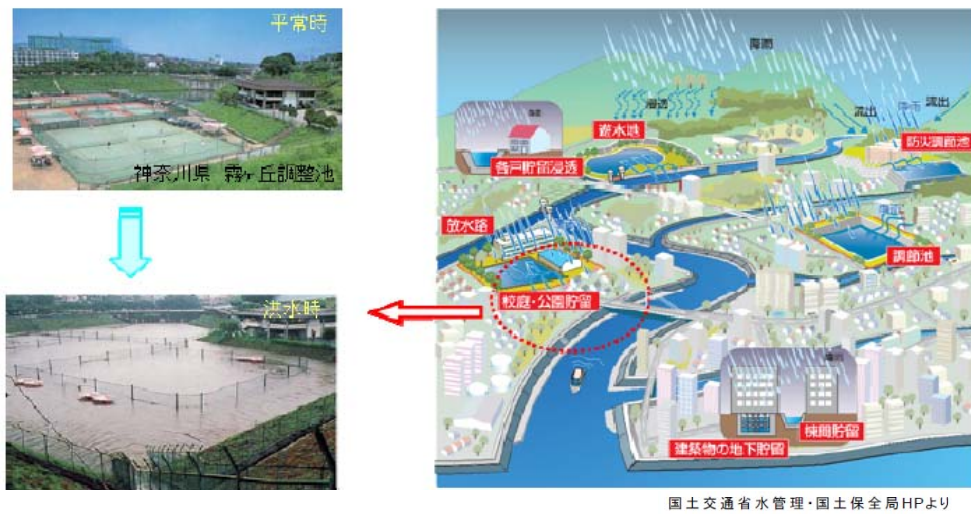 平常時
神奈川県 霧ヶ丘調整池
洪水時
降雨
浸透
流出
降雨
流出
遊水地
防災調節池
各戸貯留浸透
放水路
調節池
校庭・公園貯留
棟間貯留
建築物の地下貯留
国土交通省水管理・国土保全局HPより